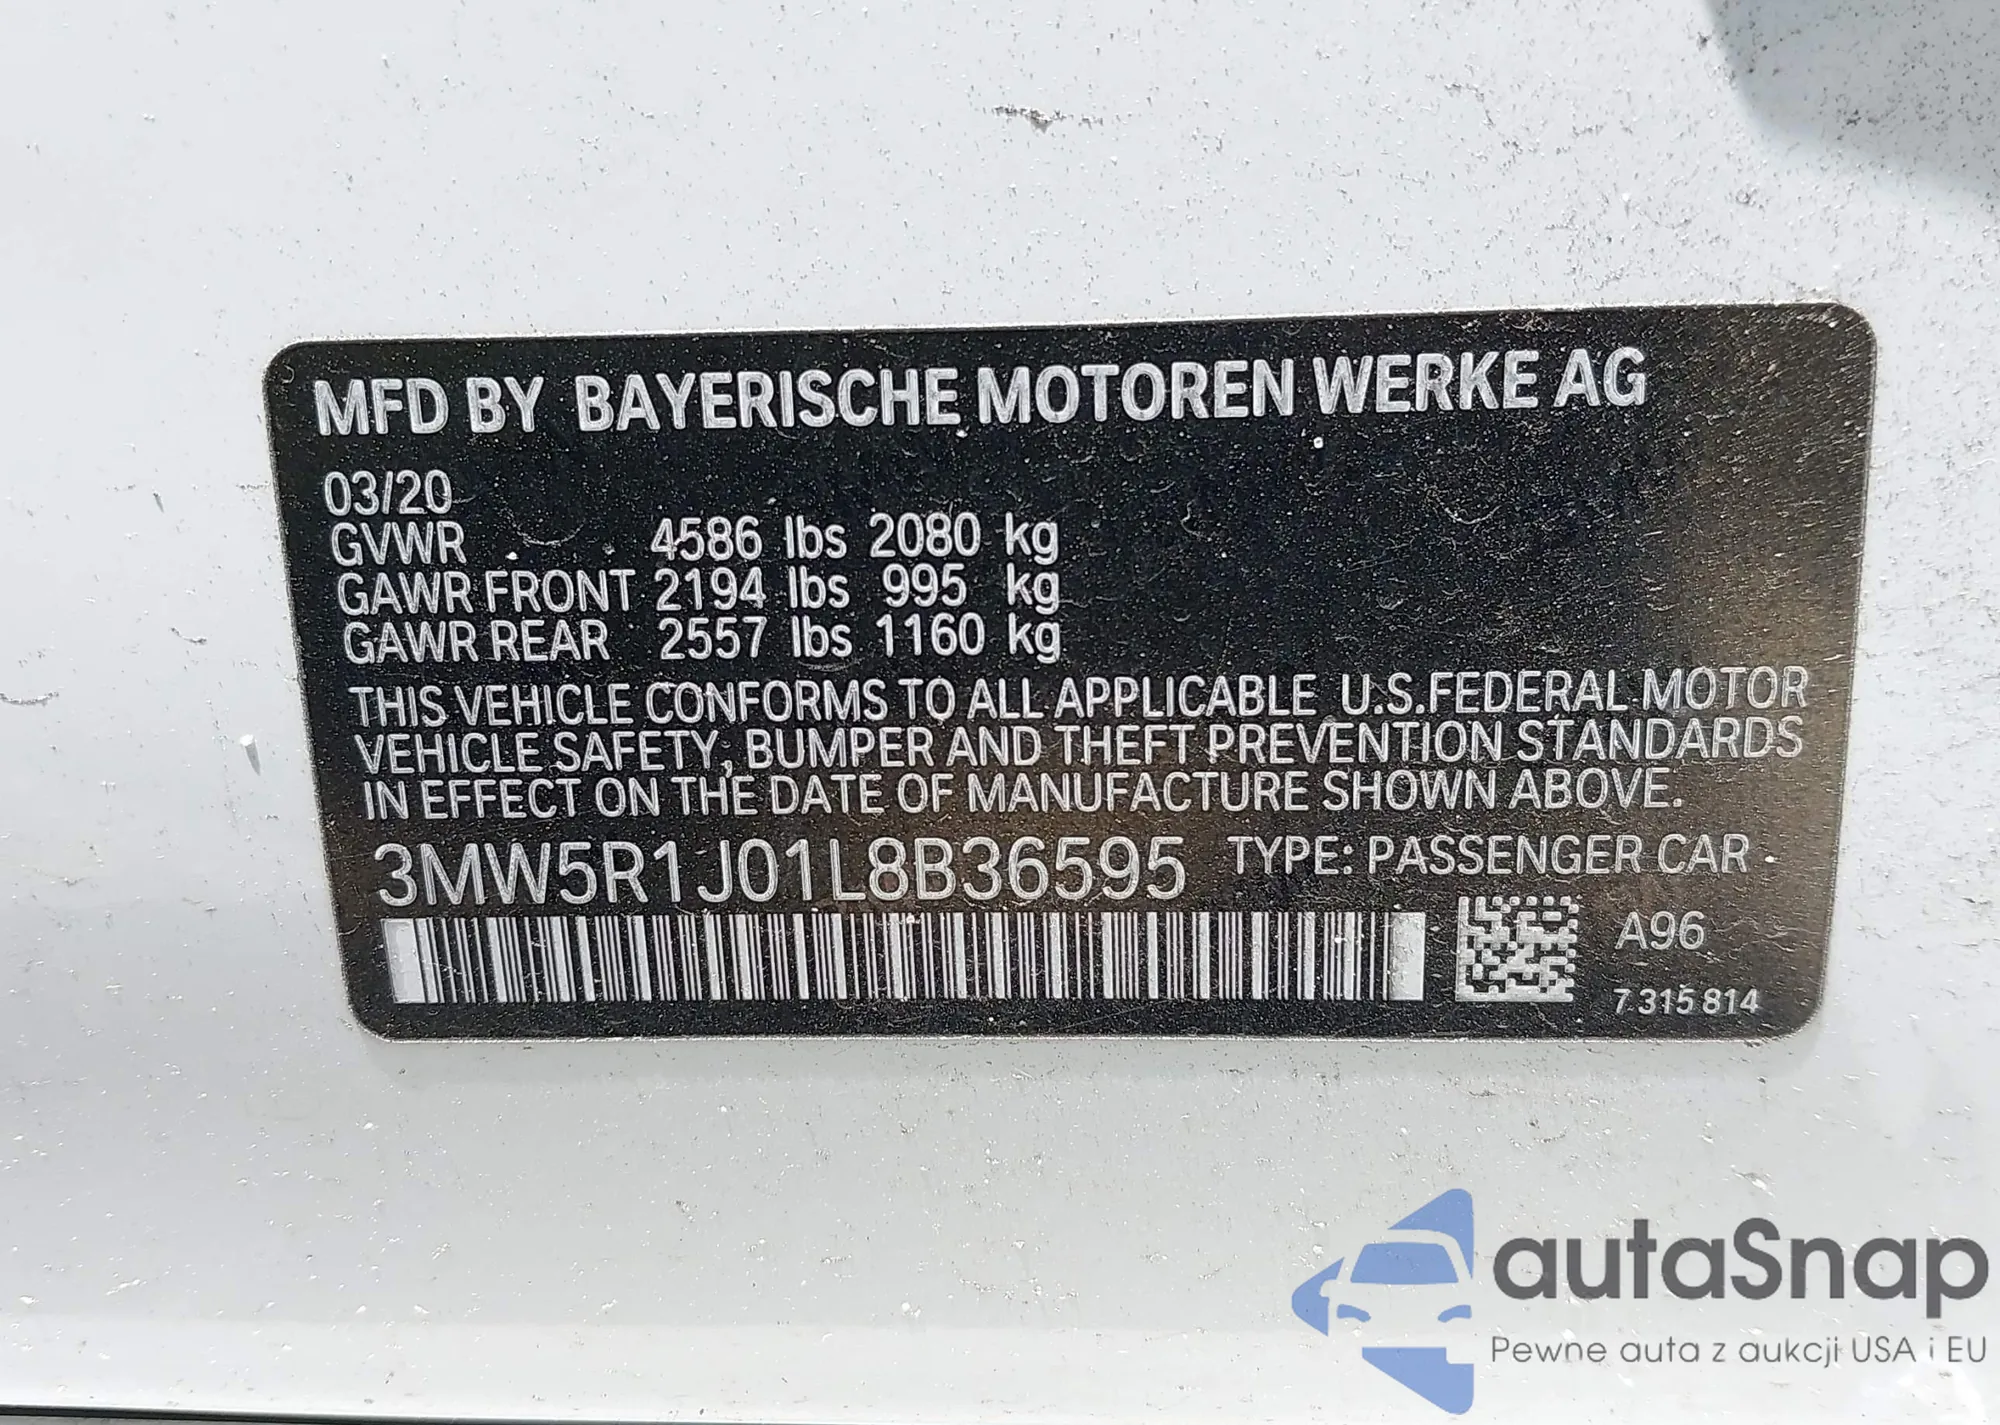 MFD BY BAYERISCHE MOTOREN WERKE AG
03/20
GVWR 4586 lbs 2080 kg
GAWR FRONT 2194 lbs 995 kg
GAWR REAR 2557 lbs 1160 kg
THIS VEHICLE CONFORMS TO ALL APPLICABLE U.S.FEDERAL MOTOR
VEHICLE SAFETY, BUMPER AND THEFT PREVENTION STANDARDS
IN EFFECT ON THE DATE OF MANUFACTURE SHOWN ABOVE.
3MW5R1J01L8B36595 TYPE: PASSENGER CAR
A96
7 315 814
autaSnap
Pewne auta z aukcji USA i EU